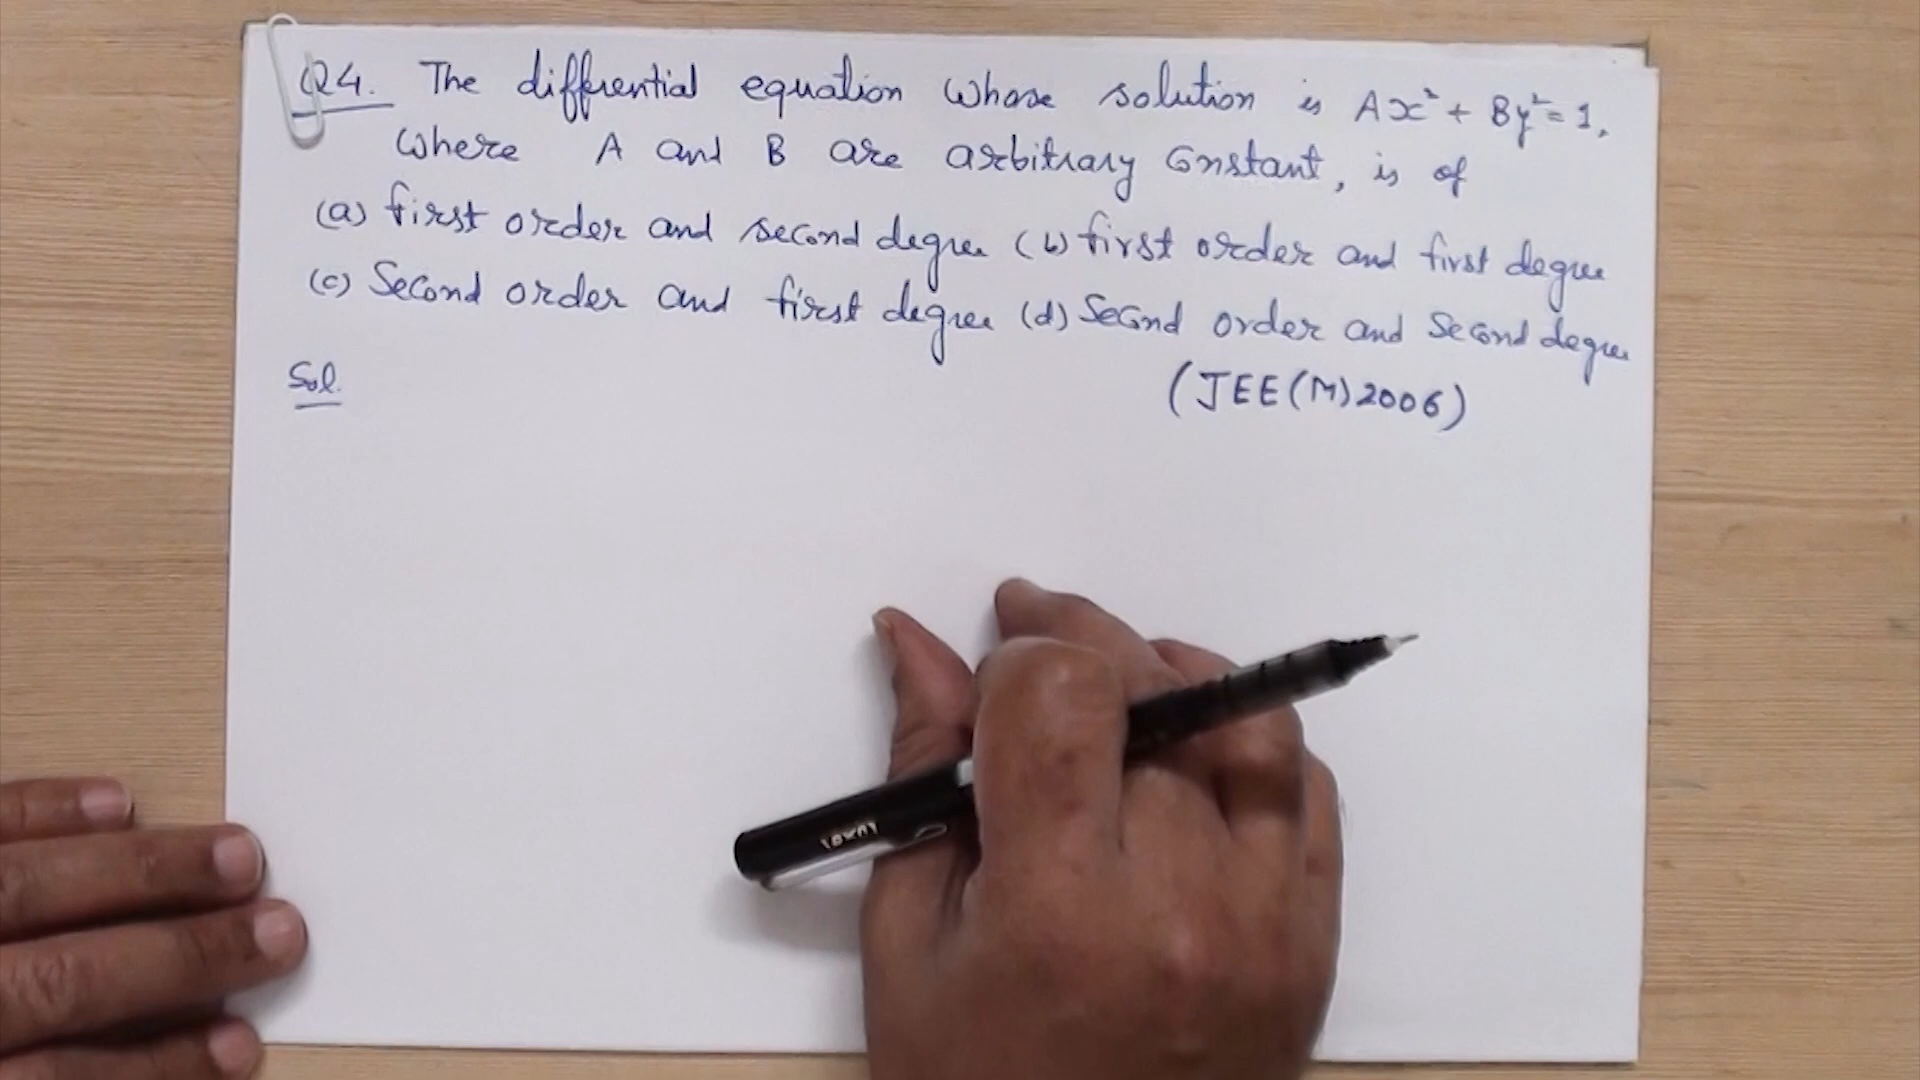 Q4. The diffrential equation whose solution is Ax² + By² = 1,
where A and B are arbitrary Constant, is of
(a) first order and second degree (b) first order and first degree
(c) Second order and first degree (d) Second order and Second degree
(JEE(M)2006)
Sol.